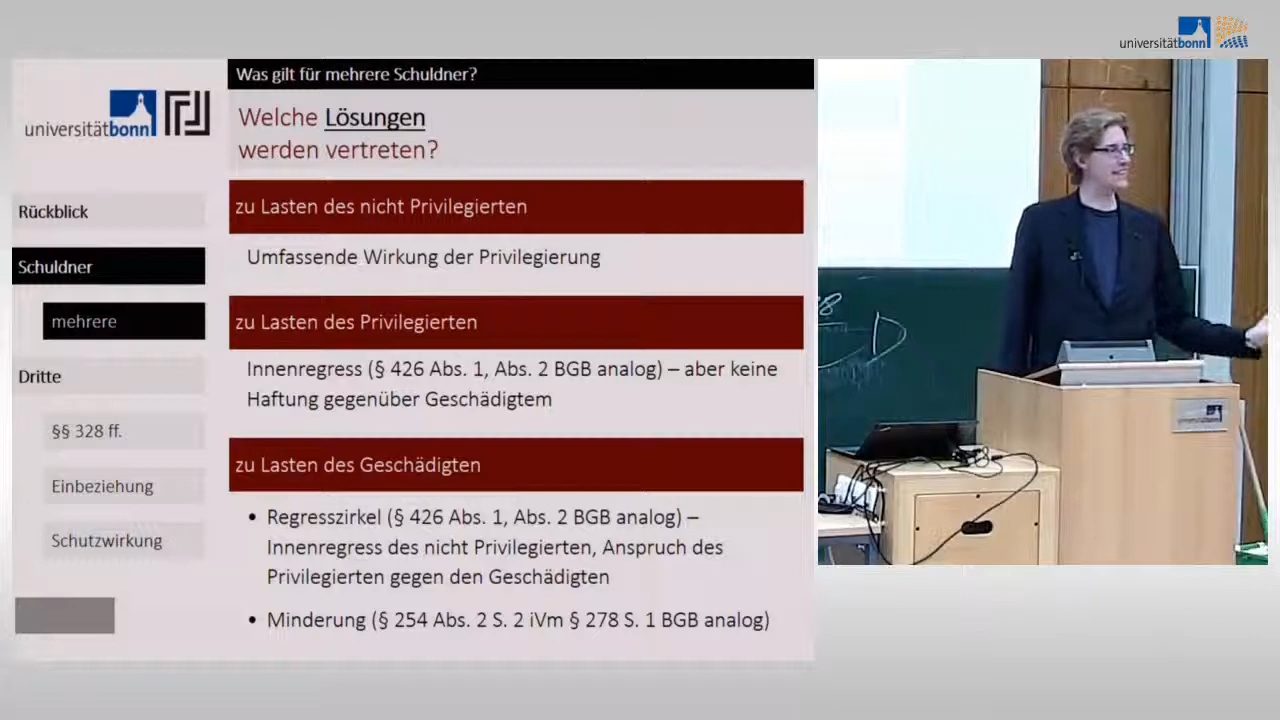 universitätbonn
Was gilt für mehrere Schuldner?
universitätbonn
Welche Lösungen
werden vertreten?
Rückblick
Schuldner
mehrere
Dritte
§§ 328 ff.
Einbeziehung
Schutzwirkung
zu Lasten des nicht Privilegierten
Umfassende Wirkung der Privilegierung
zu Lasten des Privilegierten
Innenregress (§ 426 Abs. 1, Abs. 2 BGB analog) – aber keine
Haftung gegenüber Geschädigtem
zu Lasten des Geschädigten
• Regresszirkel (§ 426 Abs. 1, Abs. 2 BGB analog) –
Innenregress des nicht Privilegierten, Anspruch des
Privilegierten gegen den Geschädigten
• Minderung (§ 254 Abs. 2 S. 2 iVm § 278 S. 1 BGB analog)